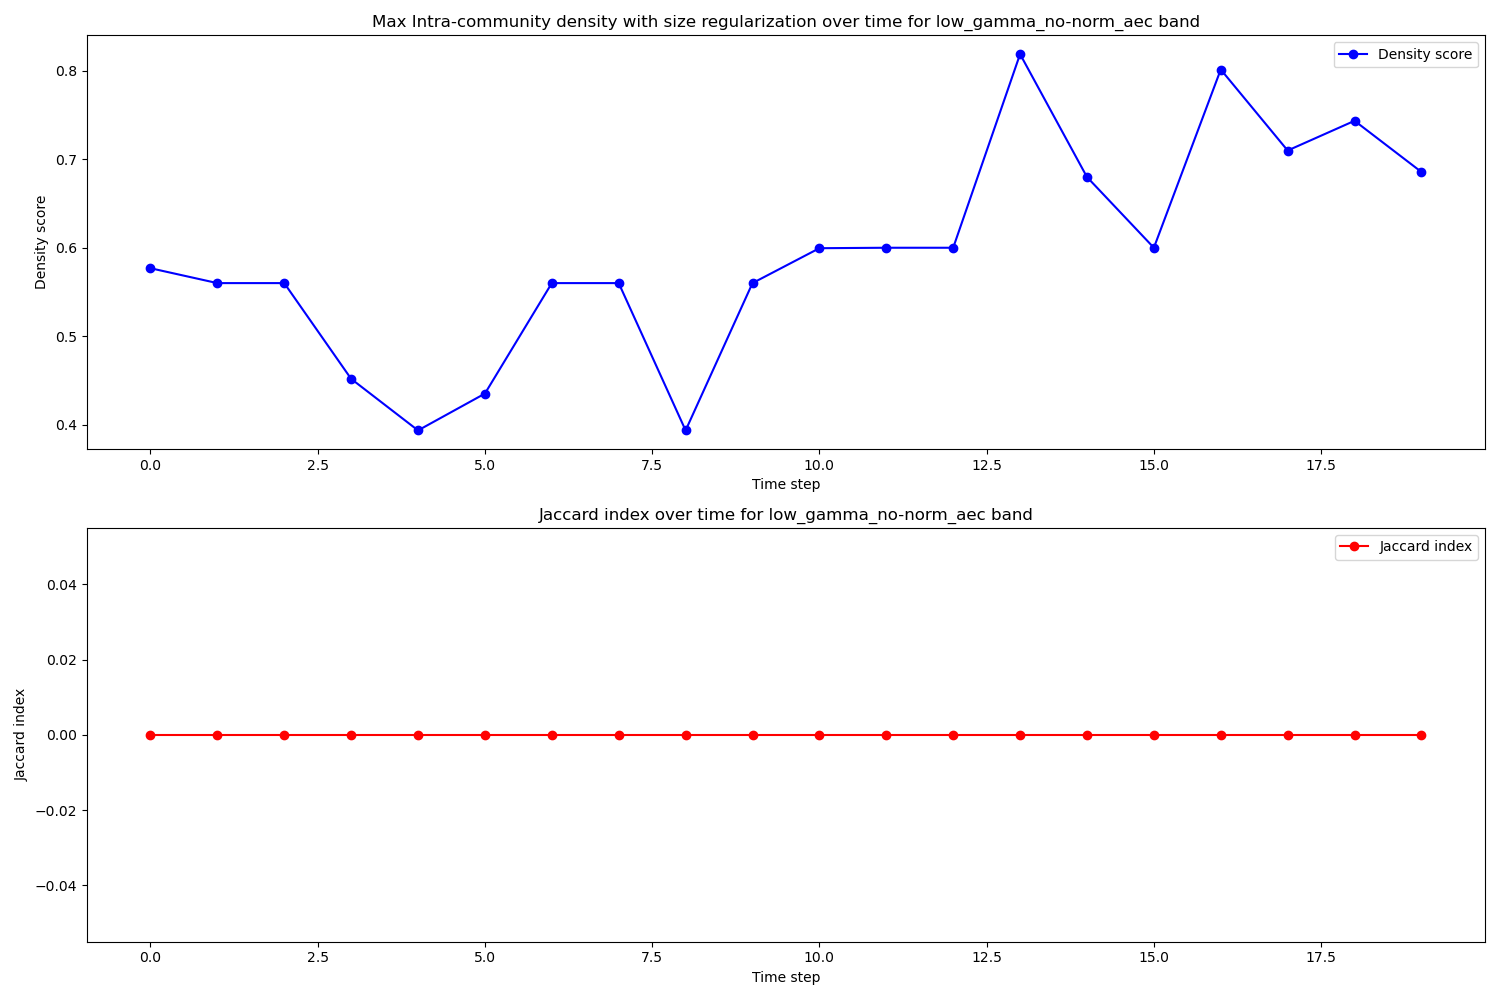 Max Intra-community density with size regularization over time for low_gamma_no-norm_aec band
Density score
0.8
0.7
0.6
0.5
0.4
Density score
0.0 2.5 5.0 7.5 10.0 12.5 15.0 17.5
Time step
Jaccard index over time for low_gamma_no-norm_aec band
Jaccard index
0.04
0.02
0.00
−0.02
−0.04
Jaccard index
0.0 2.5 5.0 7.5 10.0 12.5 15.0 17.5
Time step